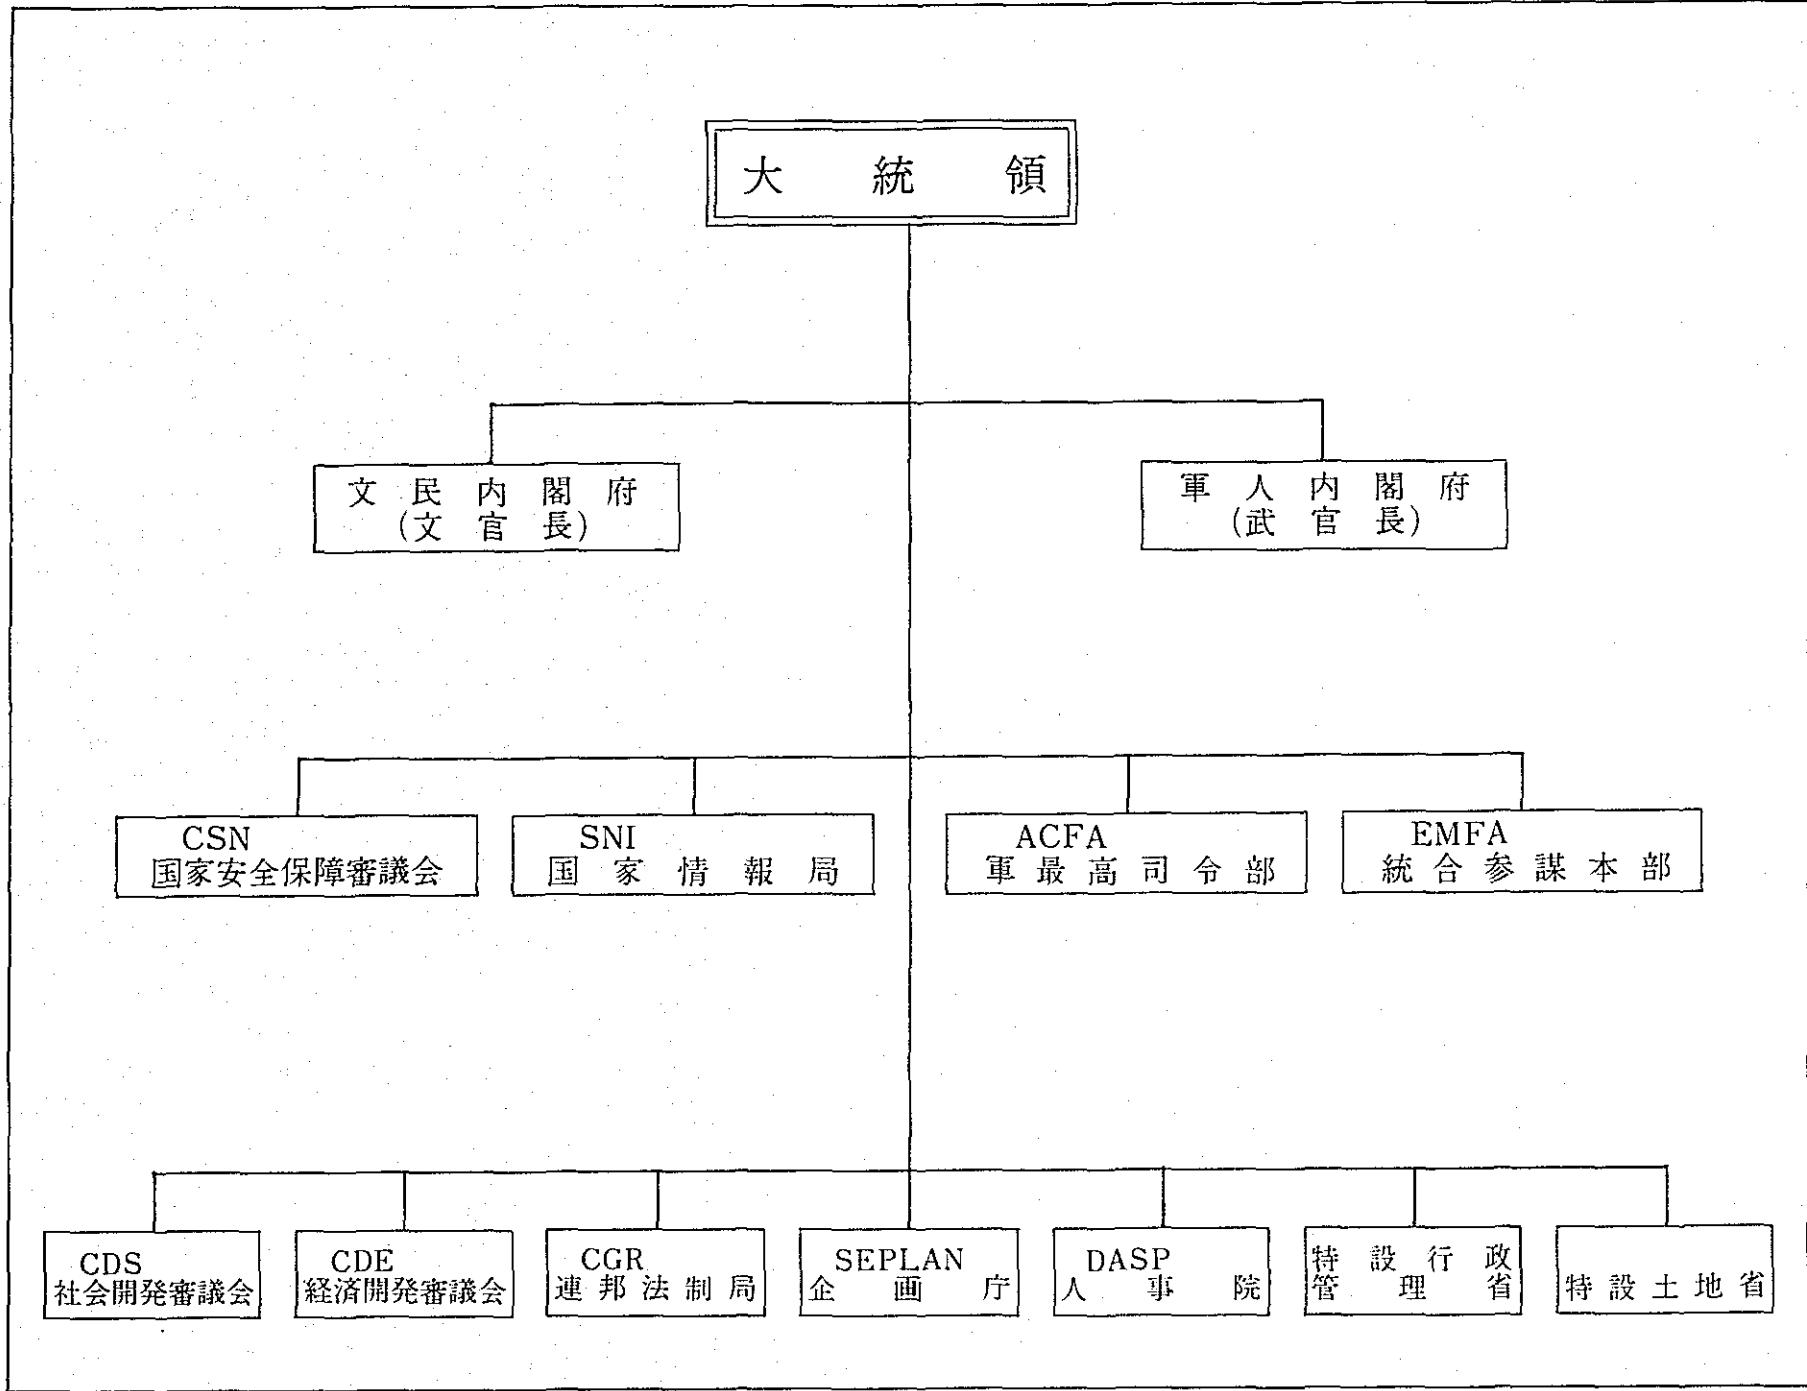 大統領
文民内閣府
(文官長)
軍人内閣府
(武官長)
CSN
国家安全保障審議会
SNI
国家情報局
ACFA
軍最高司令部
EMFA
統合参謀本部
CDS
社会開発審議会
CDE
経済開発審議会
CGR
連邦法制局
SEPLAN
企画庁
DASP
人事院
特設行政
管理省
特設土地省